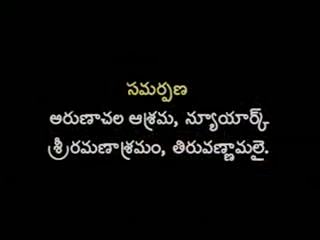 సమర్పణ
అరుణాచల ఆశ్రమ, న్యూయార్క్
శ్రీరమణాశ్రమం, తిరువణ్ణామలై.